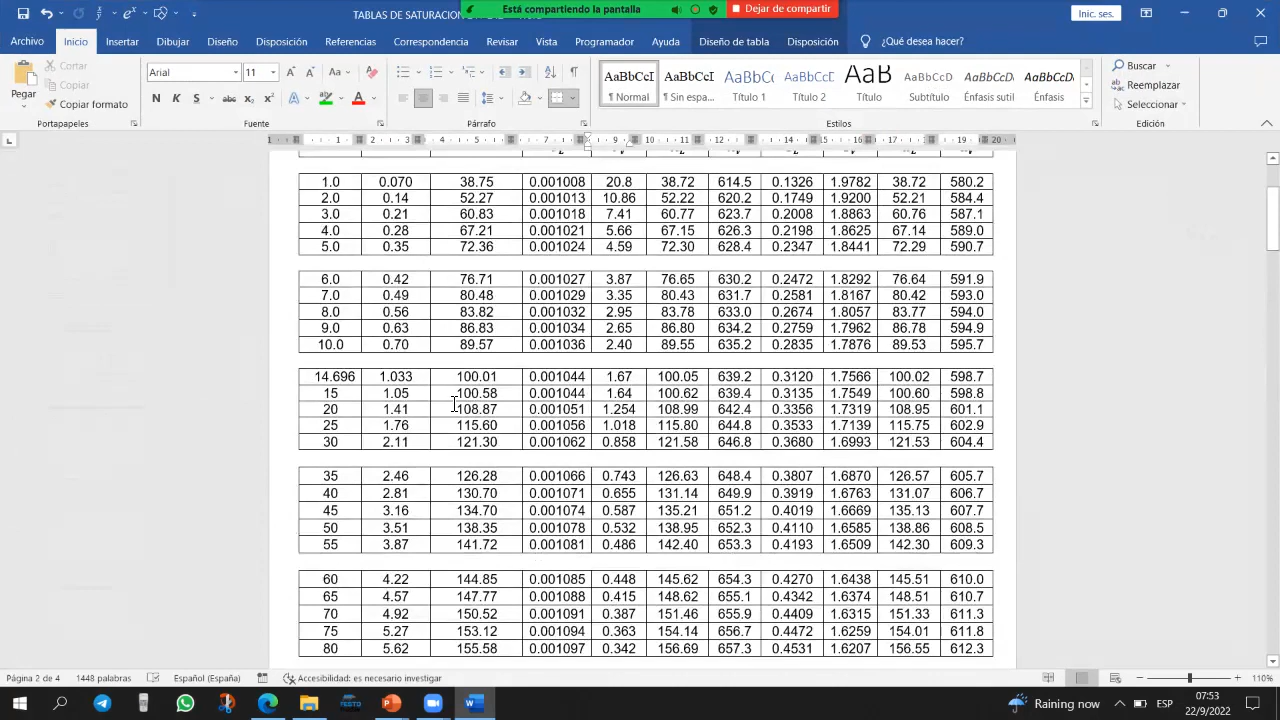 TABLAS DE SATURACION
Está compartiendo la pantalla
Dejar de compartir
Inic. ses.
Archivo Inicio Insertar Dibujar Diseño Disposición Referencias Correspondencia Revisar Vista Programador Ayuda Diseño de tabla Disposición ¿Qué desea hacer?
Pegar
Cortar
Copiar
Copiar formato
Arial 11
Aa
N K S abc x₂ x²
AaBbCcD AaBbCcD AaBbCc AaBbCcD AaB AaBbCcD AaBbCcD AaBbCcD
¶ Normal ¶ Sin espa... Título 1 Título 2 Título Subtítulo Énfasis sutil Énfasis
Buscar
Reemplazar
Seleccionar
Portapapeles Fuente Párrafo Estilos Edición
1.0 0.070 38.75 0.001008 20.8 38.72 614.5 0.1326 1.9782 38.72 580.2
2.0 0.14 52.27 0.001013 10.86 52.22 620.2 0.1749 1.9200 52.21 584.4
3.0 0.21 60.83 0.001018 7.41 60.77 623.7 0.2008 1.8863 60.76 587.1
4.0 0.28 67.21 0.001021 5.66 67.15 626.3 0.2198 1.8625 67.14 589.0
5.0 0.35 72.36 0.001024 4.59 72.30 628.4 0.2347 1.8441 72.29 590.7
6.0 0.42 76.71 0.001027 3.87 76.65 630.2 0.2472 1.8292 76.64 591.9
7.0 0.49 80.48 0.001029 3.35 80.43 631.7 0.2581 1.8167 80.42 593.0
8.0 0.56 83.82 0.001032 2.95 83.78 633.0 0.2674 1.8057 83.77 594.0
9.0 0.63 86.83 0.001034 2.65 86.80 634.2 0.2759 1.7962 86.78 594.9
10.0 0.70 89.57 0.001036 2.40 89.55 635.2 0.2835 1.7876 89.53 595.7
14.696 1.033 100.01 0.001044 1.67 100.05 639.2 0.3120 1.7566 100.02 598.7
15 1.05 100.58 0.001044 1.64 100.62 639.4 0.3135 1.7549 100.60 598.8
20 1.41 108.87 0.001051 1.254 108.99 642.4 0.3356 1.7319 108.95 601.1
25 1.76 115.60 0.001056 1.018 115.80 644.8 0.3533 1.7139 115.75 602.9
30 2.11 121.30 0.001062 0.858 121.58 646.8 0.3680 1.6993 121.53 604.4
35 2.46 126.28 0.001066 0.743 126.63 648.4 0.3807 1.6870 126.57 605.7
40 2.81 130.70 0.001071 0.655 131.14 649.9 0.3919 1.6763 131.07 606.7
45 3.16 134.70 0.001074 0.587 135.21 651.2 0.4019 1.6669 135.13 607.7
50 3.51 138.35 0.001078 0.532 138.95 652.3 0.4110 1.6585 138.86 608.5
55 3.87 141.72 0.001081 0.486 142.40 653.3 0.4193 1.6509 142.30 609.3
60 4.22 144.85 0.001085 0.448 145.62 654.3 0.4270 1.6438 145.51 610.0
65 4.57 147.77 0.001088 0.415 148.62 655.1 0.4342 1.6374 148.51 610.7
70 4.92 150.52 0.001091 0.387 151.46 655.9 0.4409 1.6315 151.33 611.3
75 5.27 153.12 0.001094 0.363 154.14 656.7 0.4472 1.6259 154.01 611.8
80 5.62 155.58 0.001097 0.342 156.69 657.3 0.4531 1.6207 156.55 612.3
Página 2 de 4 1448 palabras Español (España) Accesibilidad: es necesario investigar 110%
FESTO
Raining now ESP
07:53
22/9/2022